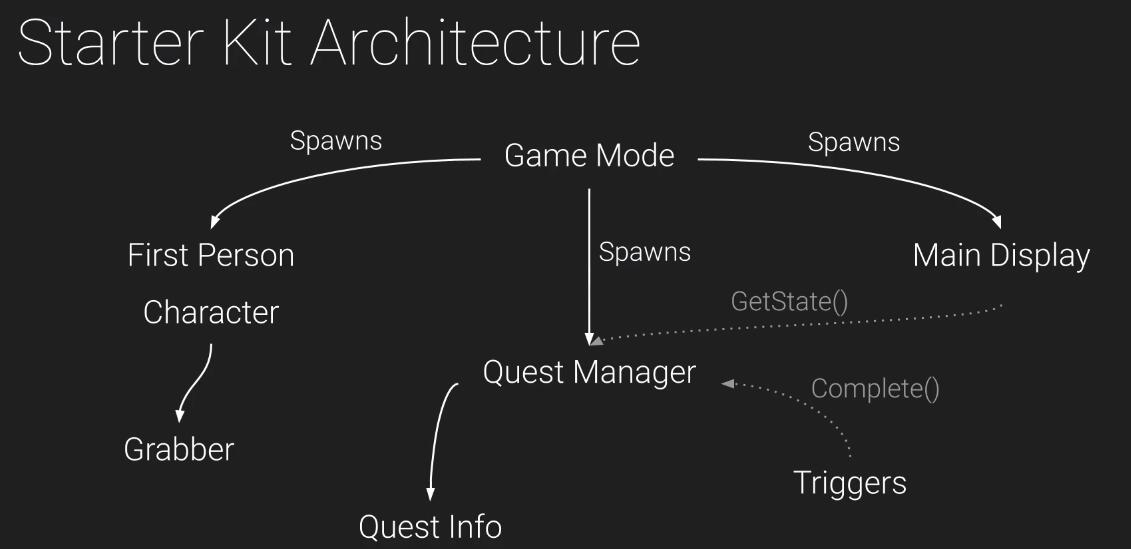 Starter Kit Architecture
Spawns
Game Mode
Spawns
First Person
Character
Spawns
Main Display
GetState()
Quest Manager
Complete()
Grabber
Triggers
Quest Info